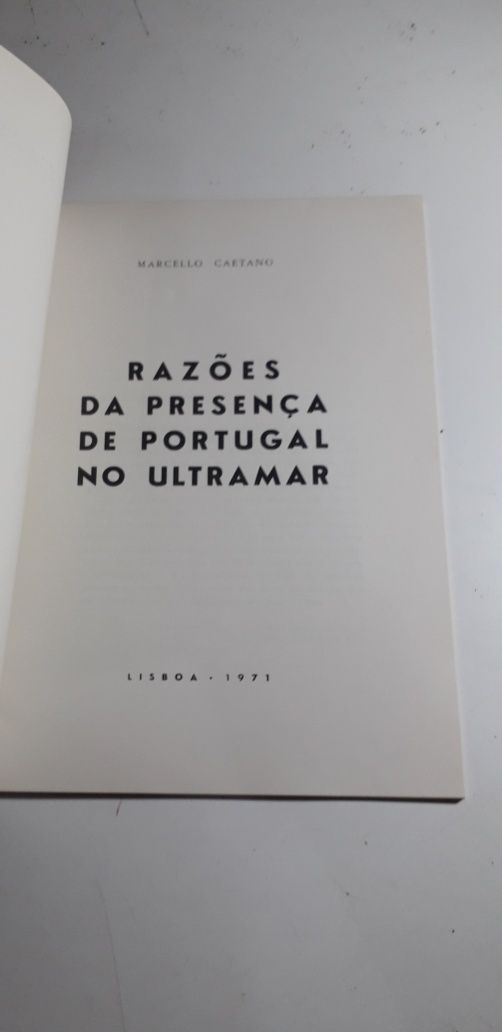 MARCELLO CAETANO
RAZÕES
DA PRESENÇA
DE PORTUGAL
NO ULTRAMAR
LISBOA • 1971